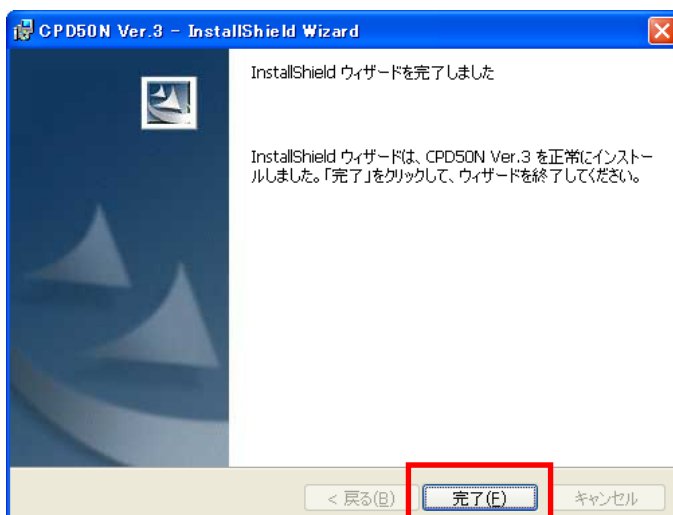 CPD50N Ver.3 - InstallShield Wizard
InstallShield ウィザードを完了しました
InstallShield ウィザードは、CPD50N Ver.3 を正常にインストー
ルしました。「完了」をクリックして、ウィザードを終了してください。
< 戻る(B)
完了(F)
キャンセル